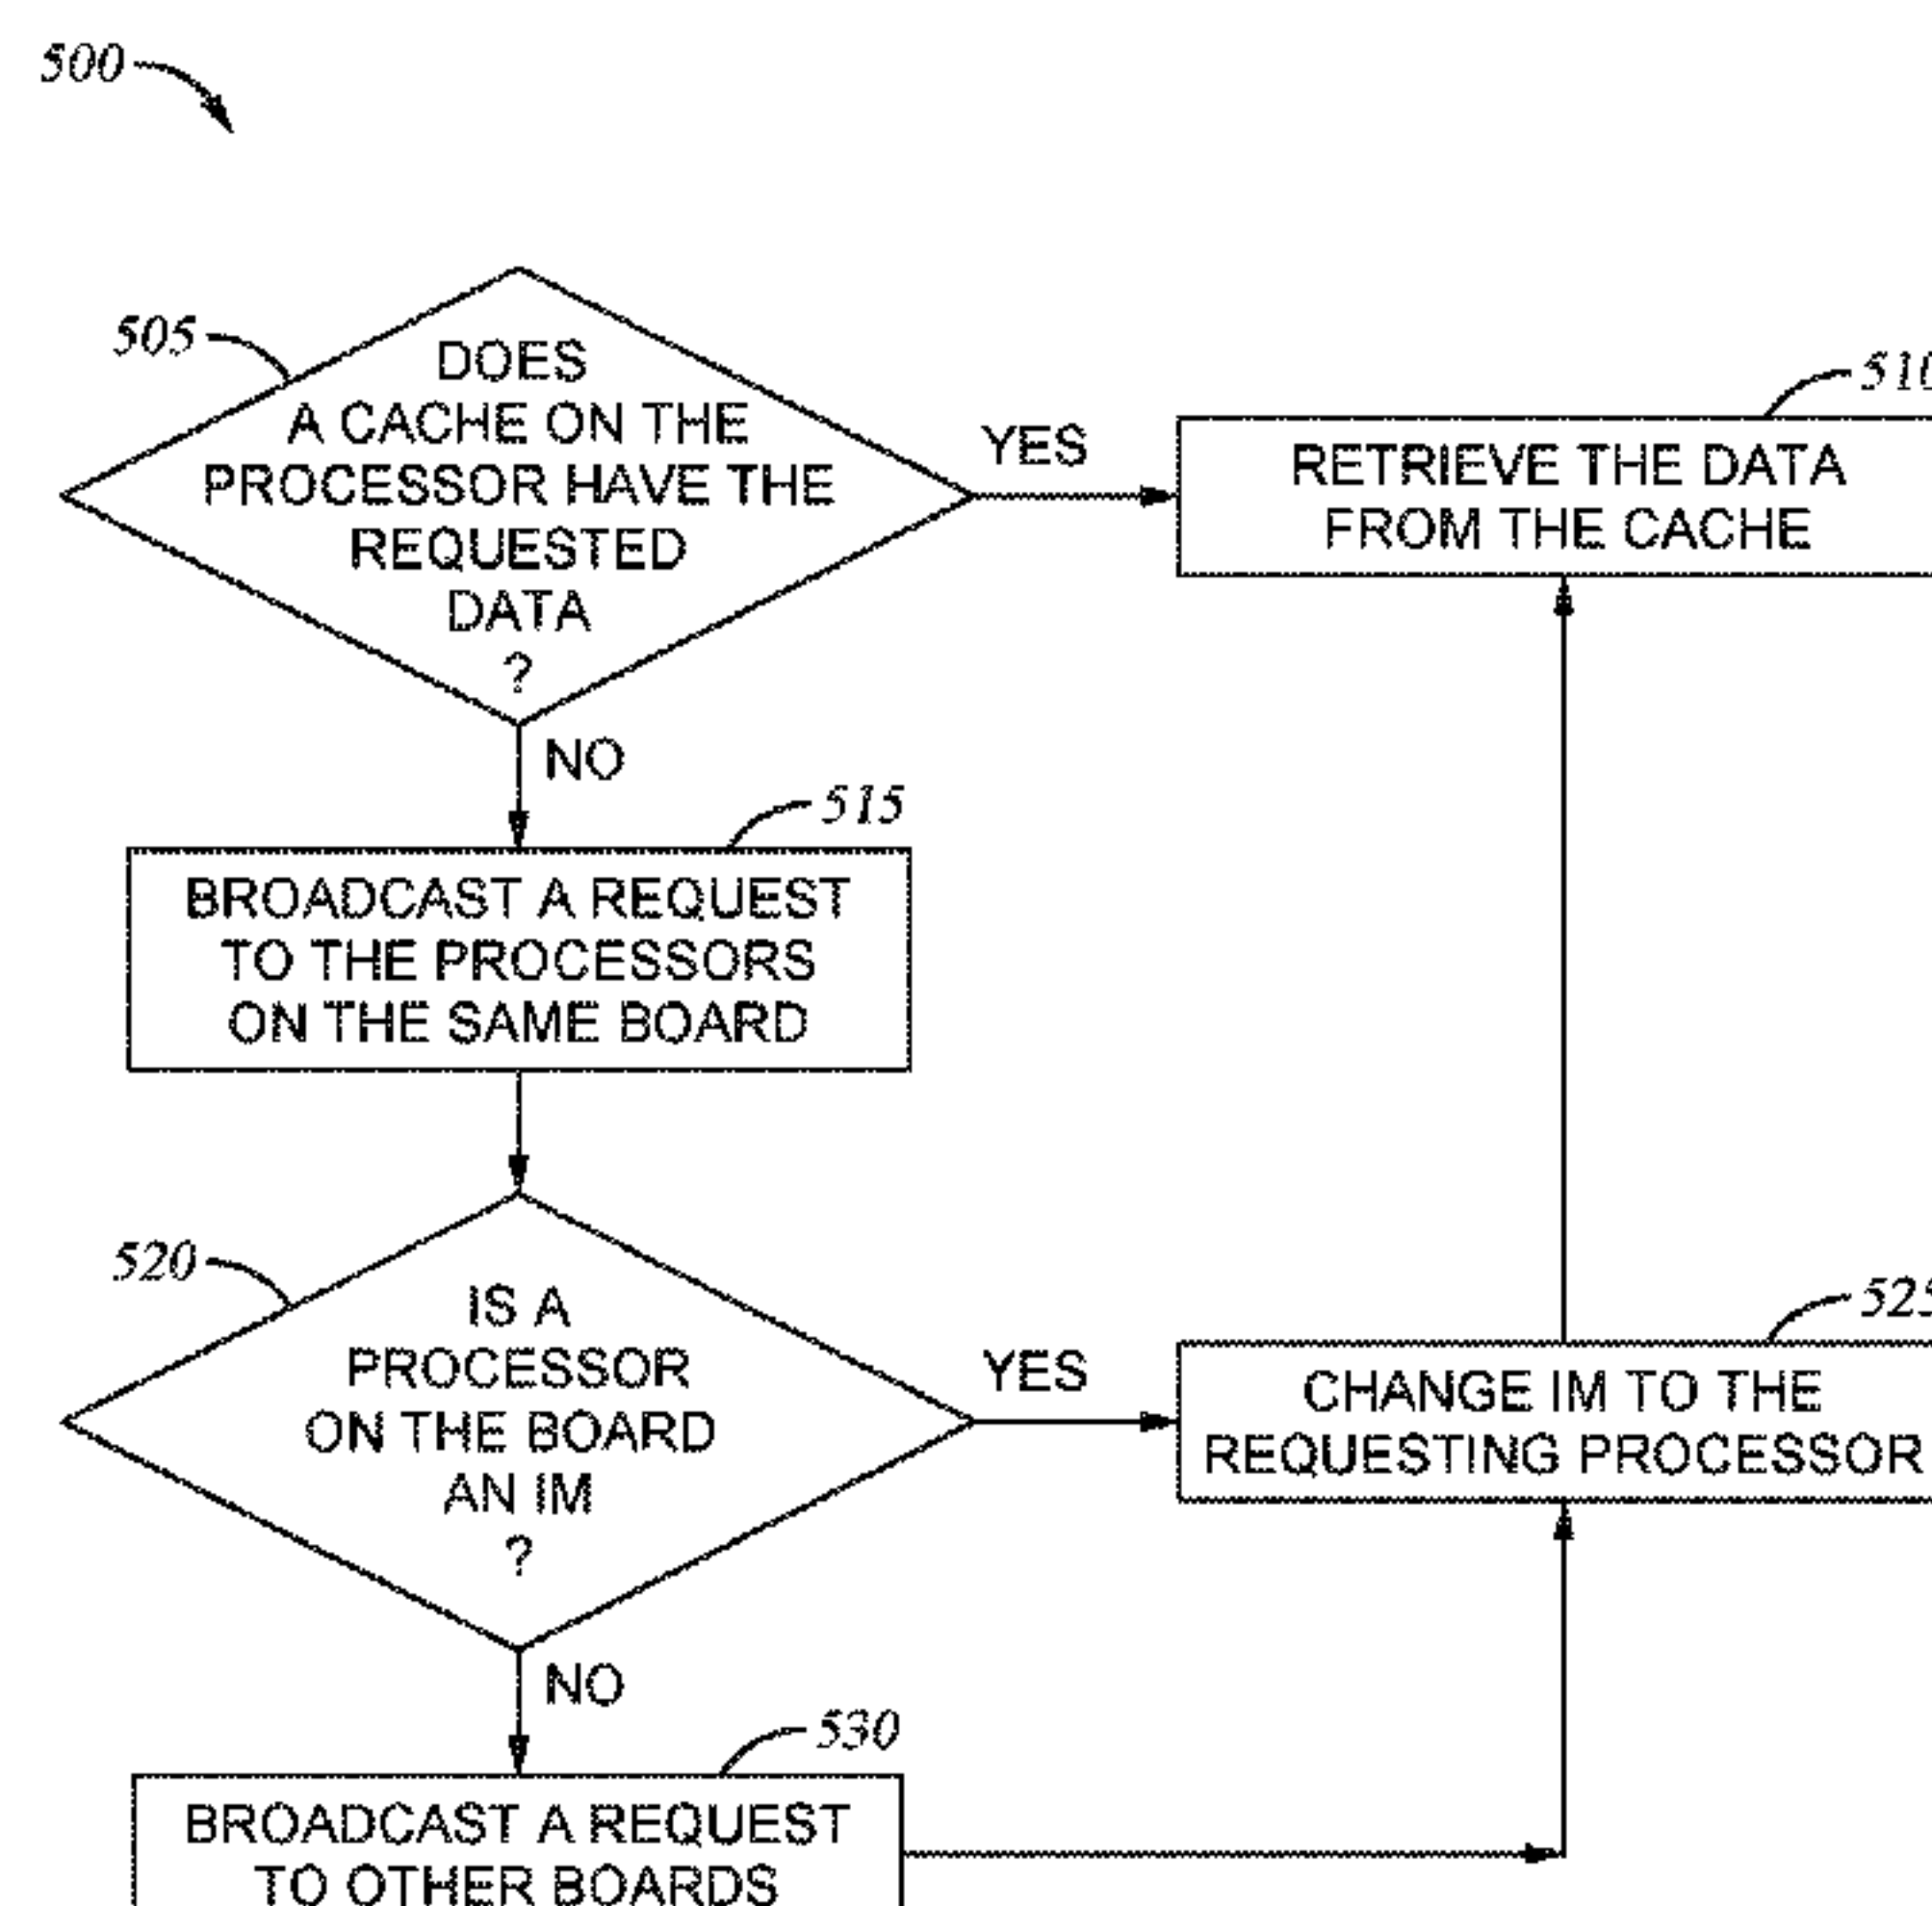 500
505
DOES
A CACHE ON THE
PROCESSOR HAVE THE
REQUESTED
DATA
?
YES
510
RETRIEVE THE DATA
FROM THE CACHE
NO
515
BROADCAST A REQUEST
TO THE PROCESSORS
ON THE SAME BOARD
520
IS A
PROCESSOR
ON THE BOARD
AN IM
?
YES
525
CHANGE IM TO THE
REQUESTING PROCESSOR
NO
530
BROADCAST A REQUEST
TO OTHER BOARDS